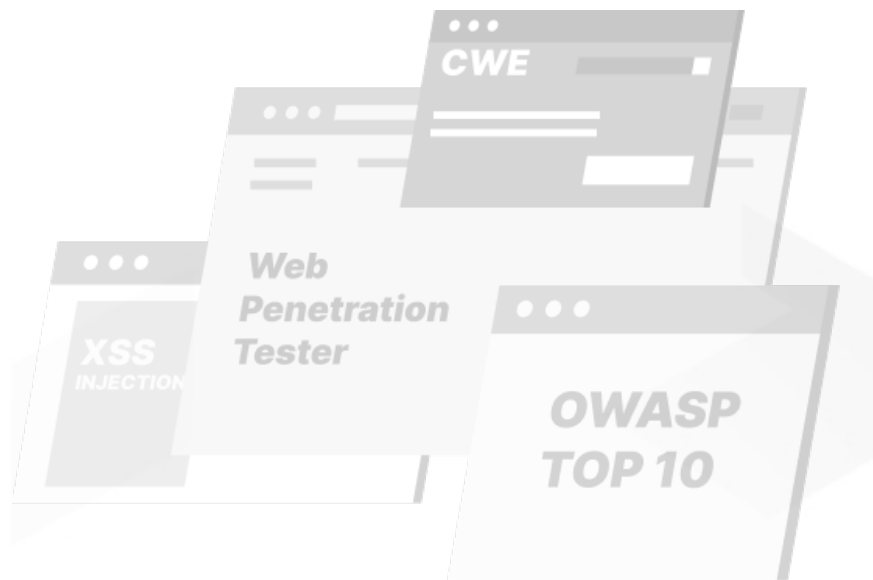 CWE
Web
Penetration
Tester
XSS
INJECTION
OWASP
TOP 10